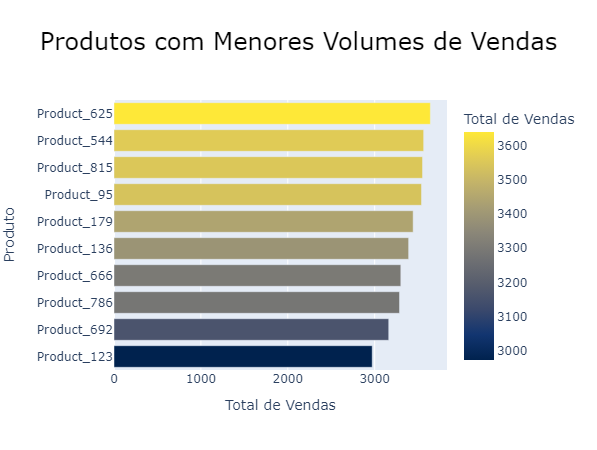 Produtos com Menores Volumes de Vendas
Total de Vendas
Product_625
Product_544
Product_815
Product_95
Product_179
Product_136
Product_666
Product_786
Product_692
Product_123
Produto
0 1000 2000 3000
Total de Vendas
3600
3500
3400
3300
3200
3100
3000